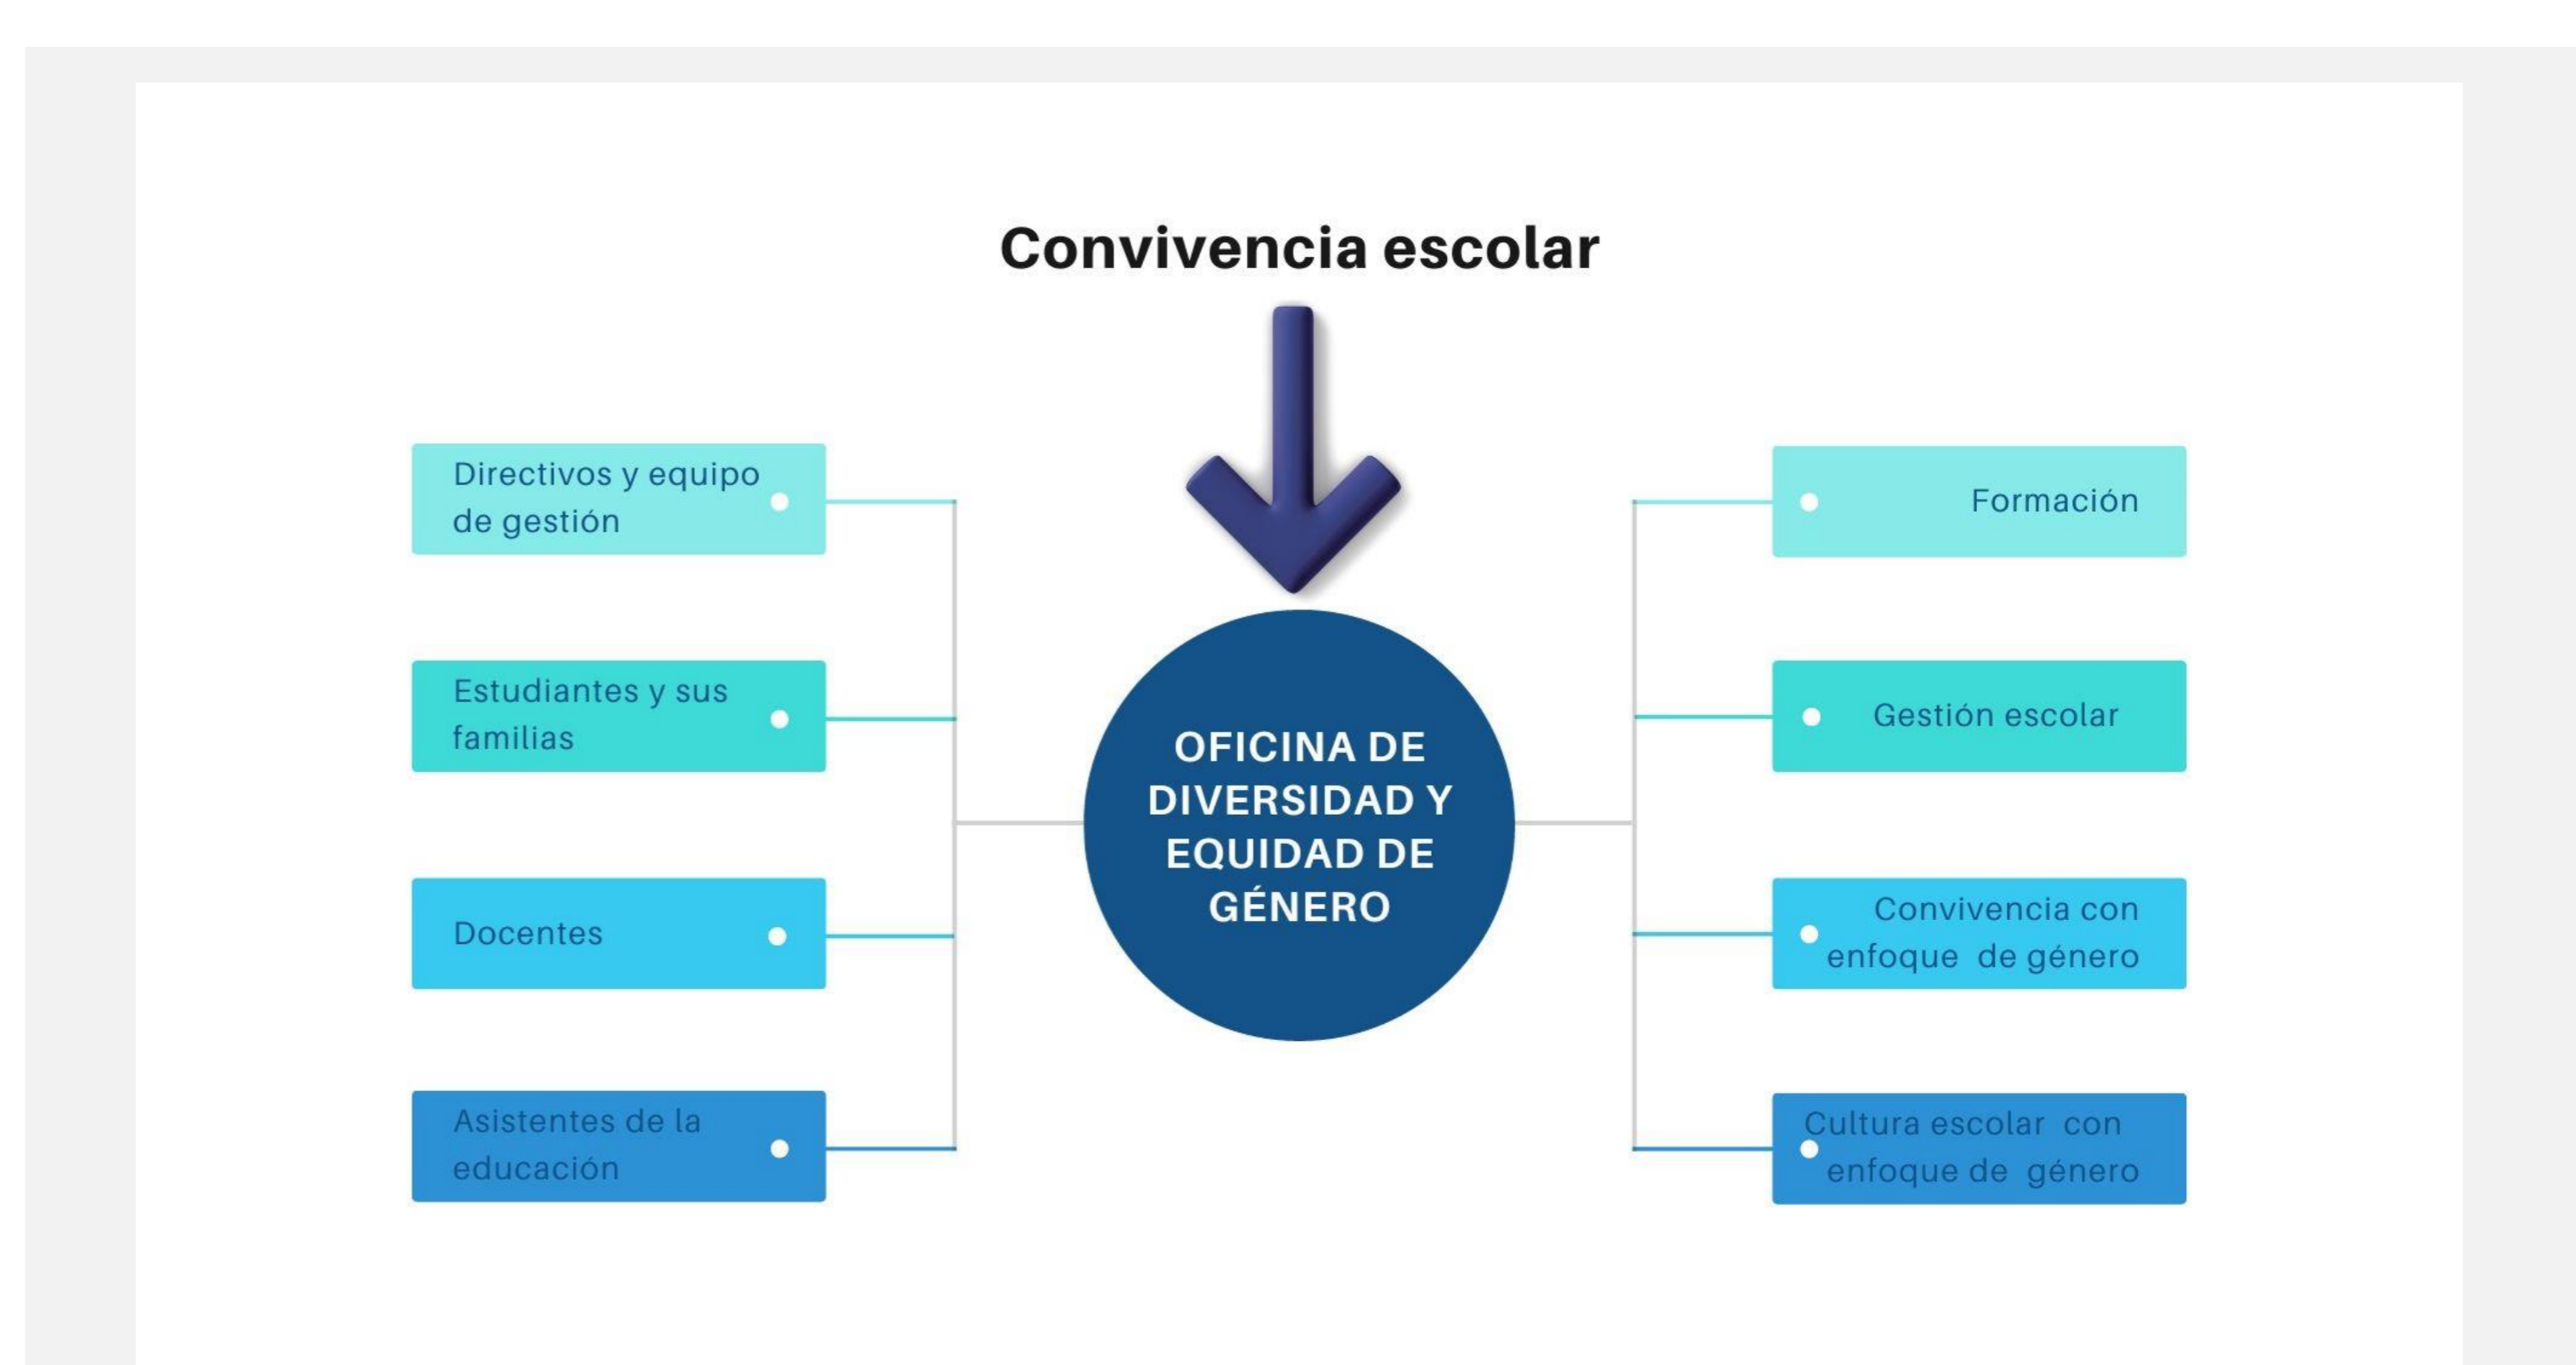 Convivencia escolar
Directivos y equipo
de gestión
Estudiantes y sus
familias
Docentes
Asistentes de la
educación
OFICINA DE
DIVERSIDAD Y
EQUIDAD DE
GÉNERO
Formación
Gestión escolar
Convivencia con
enfoque de género
Cultura escolar con
enfoque de género